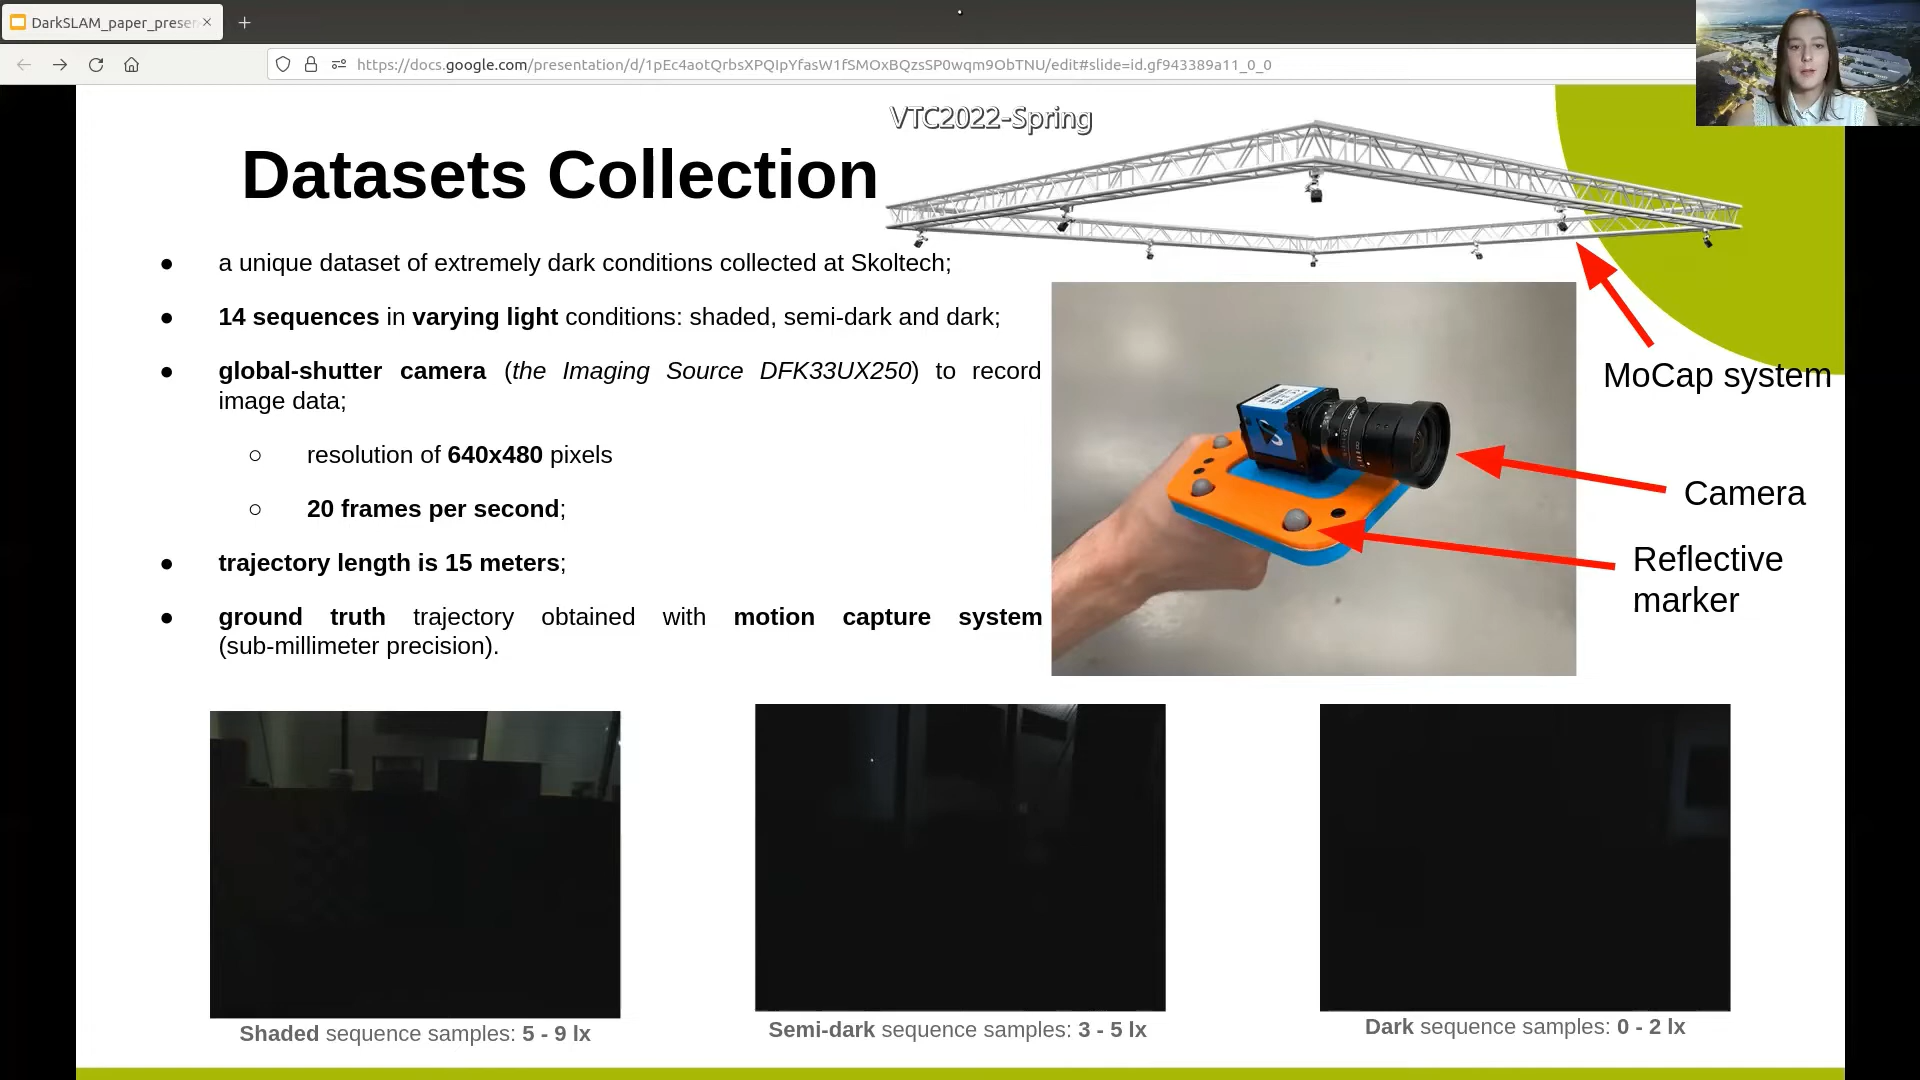 DarkSLAM_paper_presen
https://docs.google.com/presentation/d/1pEc4aotQrbsXPQIpYfasW1fSMOxBQzsSP0wqm9ObTNU/edit#slide=id.gf943389a11_0_0
VTC2022-Spring
Datasets Collection
● a unique dataset of extremely dark conditions collected at Skoltech;
● 14 sequences in varying light conditions: shaded, semi-dark and dark;
● global-shutter camera (the Imaging Source DFK33UX250) to record
image data;
○ resolution of 640x480 pixels
○ 20 frames per second;
● trajectory length is 15 meters;
● ground truth trajectory obtained with motion capture system
(sub-millimeter precision).
MoCap system
Camera
Reflective
marker
Shaded sequence samples: 5 - 9 lx
Semi-dark sequence samples: 3 - 5 lx
Dark sequence samples: 0 - 2 lx